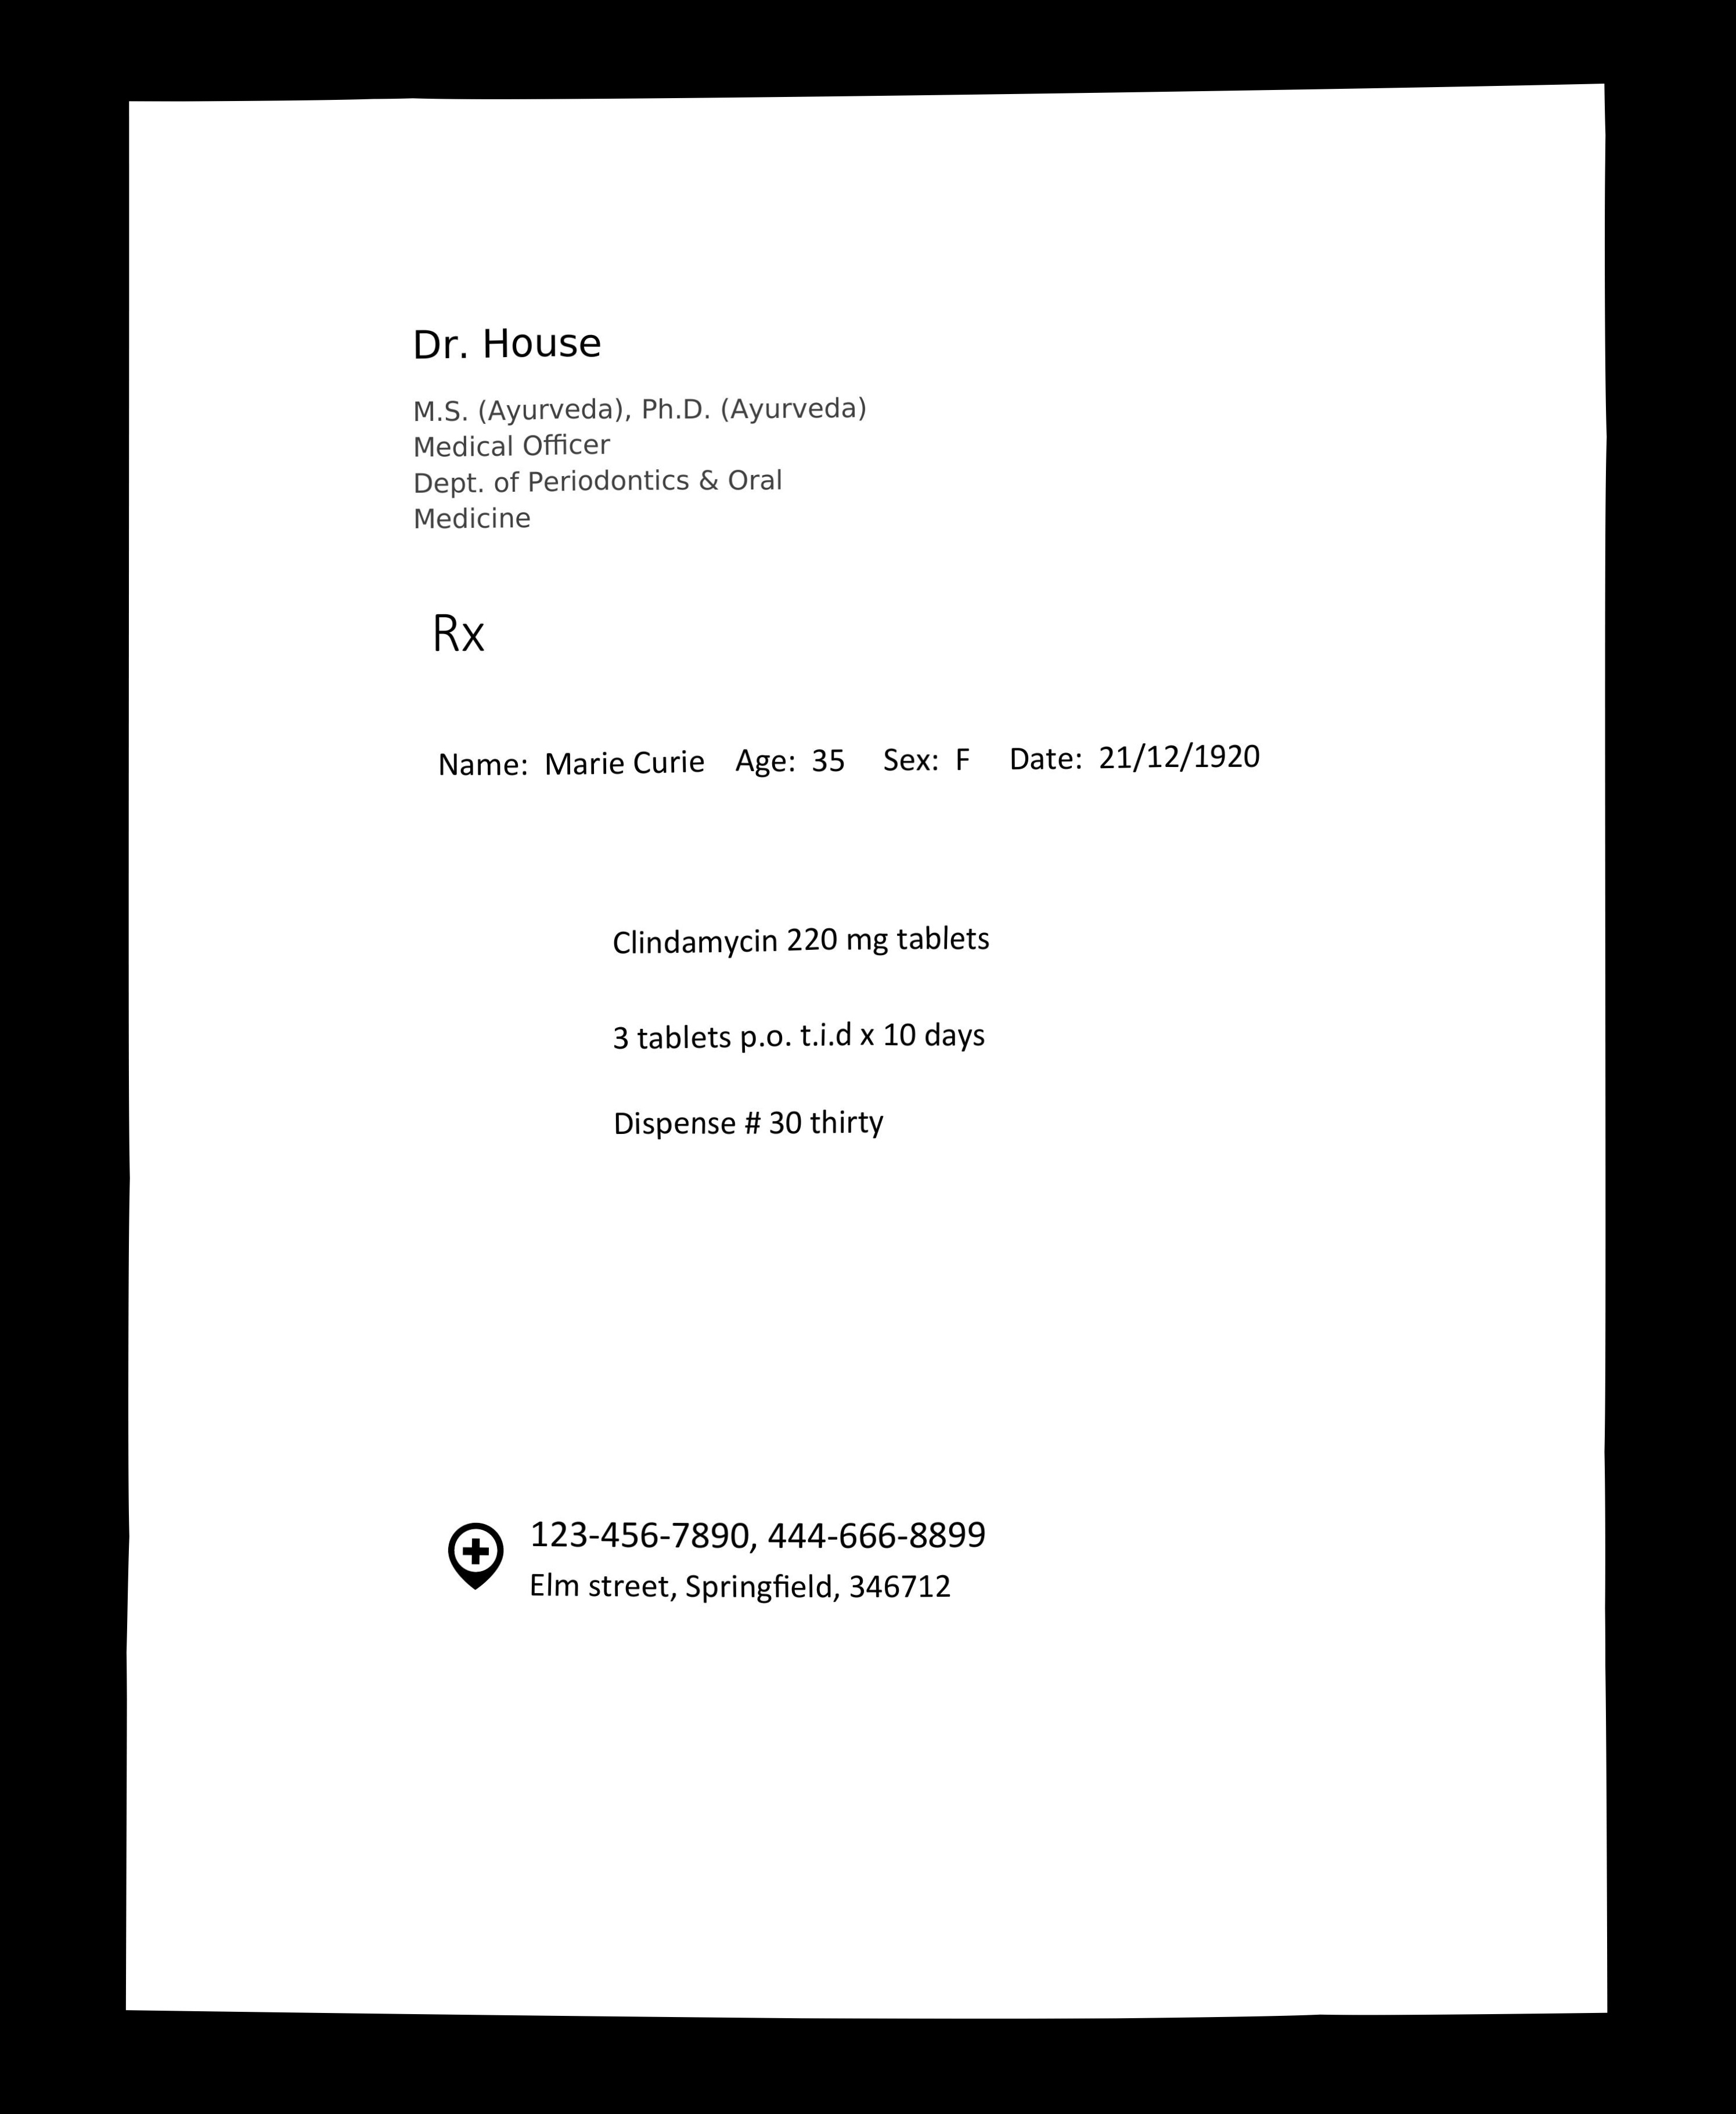 Dr. House
M.S. (Ayurveda), Ph.D. (Ayurveda)
Medical Officer
Dept. of Periodontics & Oral
Medicine
Rx
Name: Marie Curie Age: 35 Sex: F Date: 21/12/1920
Clindamycin 220 mg tablets
3 tablets p.o. t.i.d x 10 days
Dispense # 30 thirty
123-456-7890, 444-666-8899
Elm street, Springfield, 346712